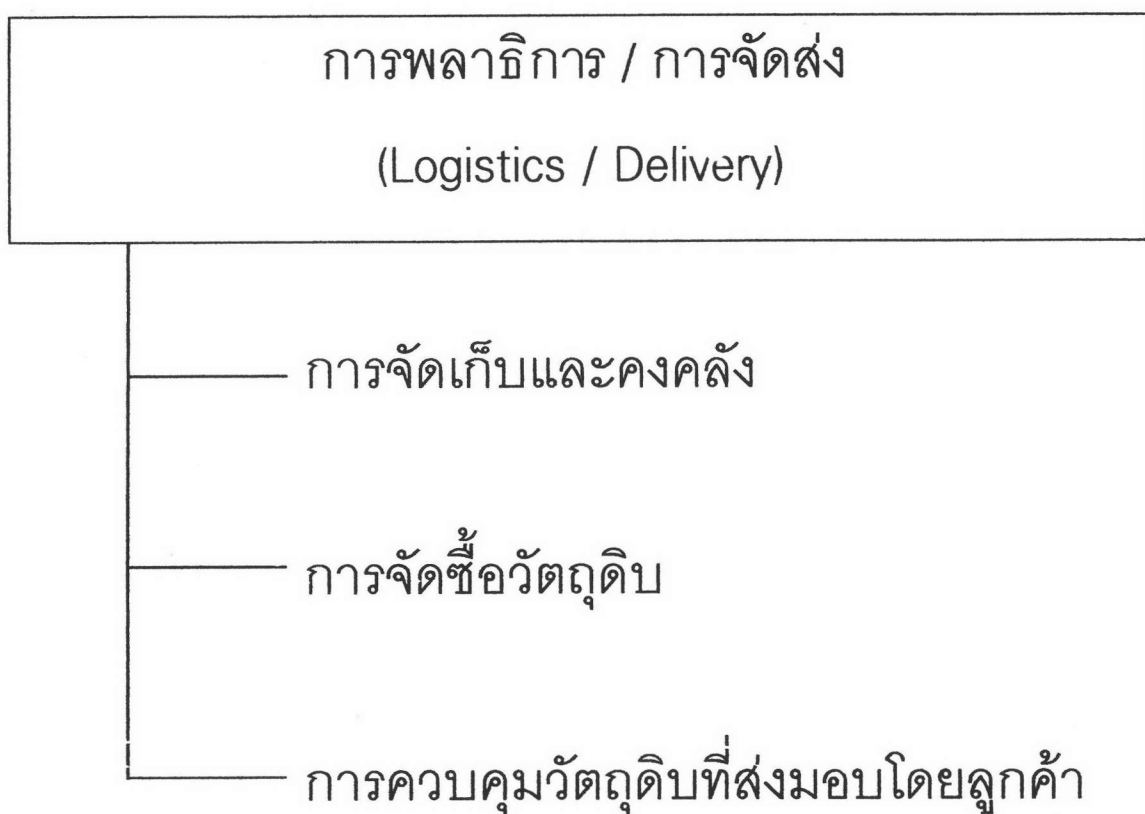 การพลาธิการ / การจัดส่ง
(Logistics / Delivery)
การจัดเก็บและคงคลัง
การจัดซื้อวัตถุดิบ
การควบคุมวัตถุดิบที่ส่งมอบโดยลูกค้า